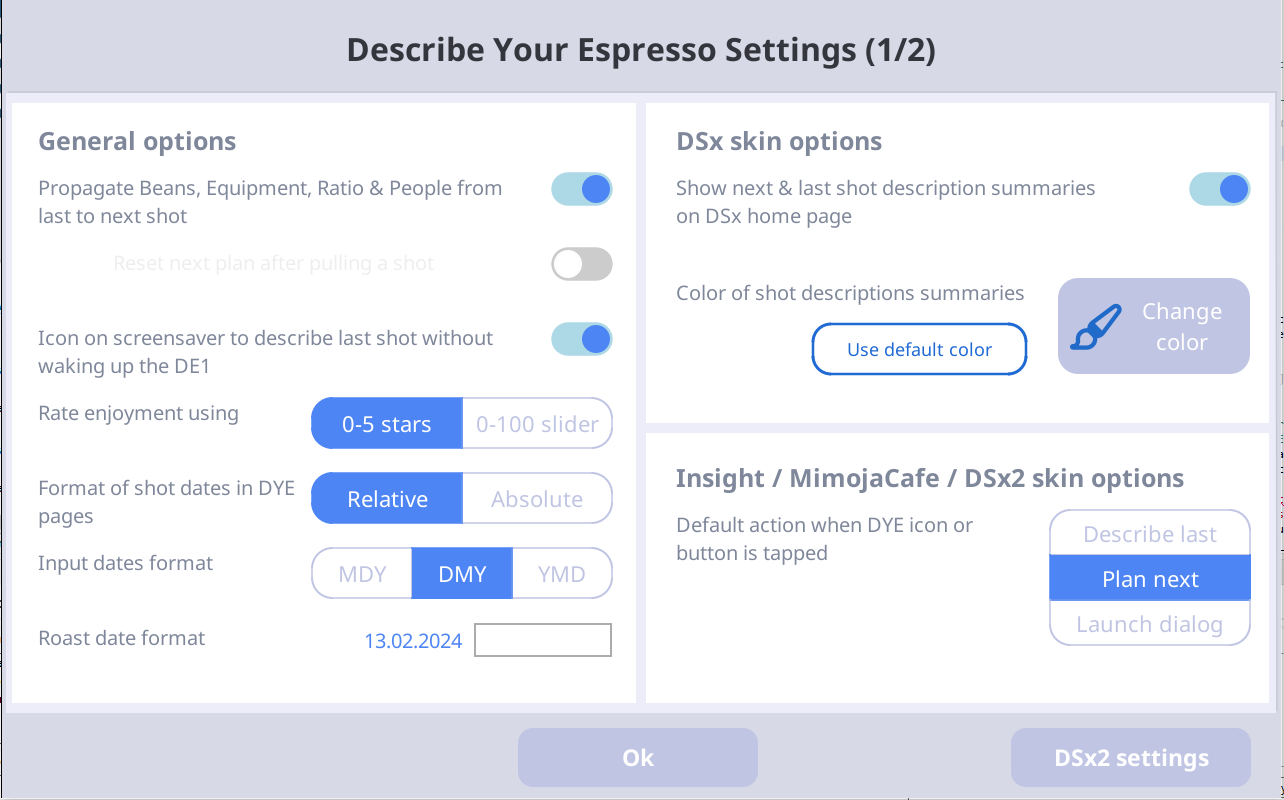 Describe Your Espresso Settings (1/2)
General options
Propagate Beans, Equipment, Ratio & People from
last to next shot
Reset next plan after pulling a shot
Icon on screensaver to describe last shot without
waking up the DE1
Rate enjoyment using
0-5 stars
0-100 slider
Format of shot dates in DYE
pages
Relative
Absolute
Input dates format
MDY
DMY
YMD
Roast date format
13.02.2024
DSx skin options
Show next & last shot description summaries
on DSx home page
Color of shot descriptions summaries
Use default color
Change
color
Insight / MimojaCafe / DSx2 skin options
Default action when DYE icon or
button is tapped
Describe last
Plan next
Launch dialog
Ok
DSx2 settings